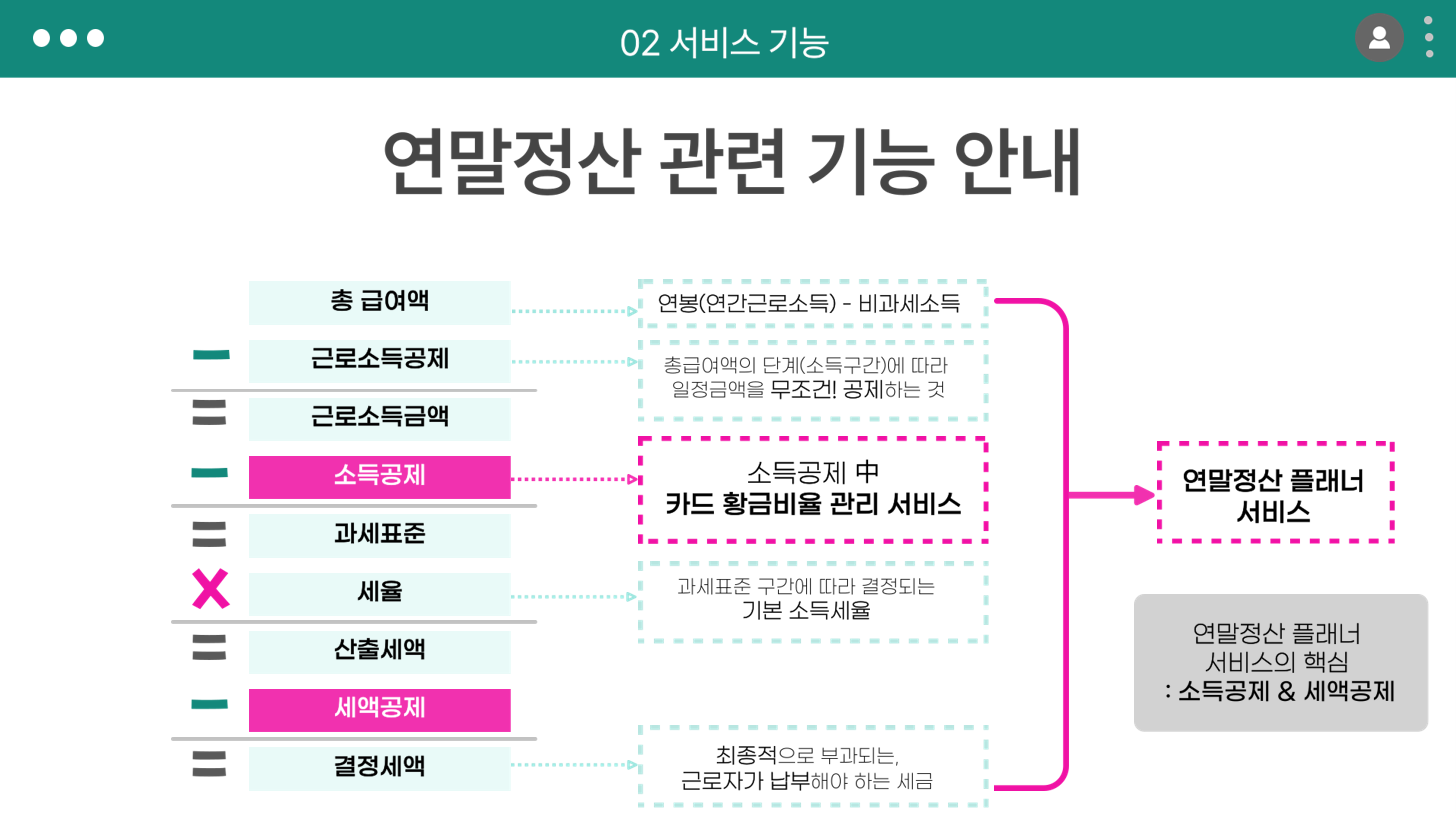 02 서비스 기능
연말정산 관련 기능 안내
총 급여액
연봉(연간근로소득) - 비과세소득
근로소득공제
총급여액의 단계(소득구간)에 따라
일정금액을 무조건! 공제하는 것
근로소득금액
소득공제
소득공제 中
카드 황금비율 관리 서비스
과세표준
세율
과세표준 구간에 따라 결정되는
기본 소득세율
산출세액
세액공제
결정세액
최종적으로 부과되는,
근로자가 납부해야 하는 세금
연말정산 플래너
서비스
연말정산 플래너
서비스의 핵심
: 소득공제 & 세액공제